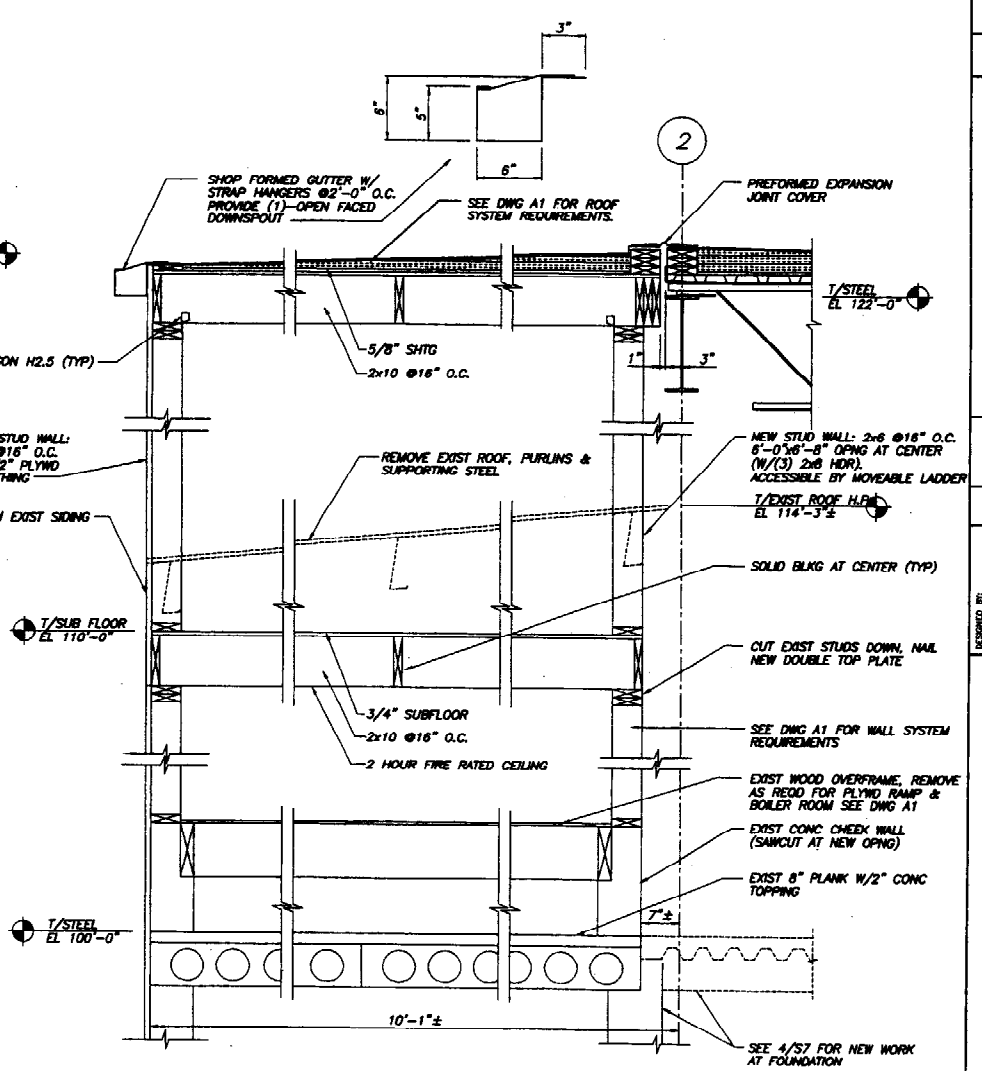 3"
6"
5"
6"
2
SHOP FORMED GUTTER W/
STRAP HANGERS @2'-0" O.C.
PROVIDE (1)-OPEN FACED
DOWNSPOUT
SEE DWG A1 FOR ROOF
SYSTEM REQUIREMENTS.
PREFORMED EXPANSION
JOINT COVER
T/STEEL
EL 122'-0"
5/8" SHTG
2x10 @16" O.C.
ON H2.5 (TYP)
1"
3"
STUD WALL:
@16" O.C.
2" PLYWD
THING
REMOVE EXIST ROOF, PURLINS &
SUPPORTING STEEL
NEW STUD WALL: 2x6 @16" O.C.
6'-0"x6'-8" OPNG AT CENTER
(W/(3) 2x8 HDR).
ACCESSIBLE BY MOVEABLE LADDER
T/EXIST ROOF H.P.
EL 114'-3"±
EXIST SIDING
SOLID BLKG AT CENTER (TYP)
T/SUB FLOOR
EL 110'-0"
DESIGNED BY:
CUT EXIST STUDS DOWN, NAIL
NEW DOUBLE TOP PLATE
3/4" SUBFLOOR
2x10 @16" O.C.
2 HOUR FIRE RATED CEILING
SEE DWG A1 FOR WALL SYSTEM
REQUIREMENTS
EXIST WOOD OVERFRAME, REMOVE
AS REQD FOR PLYWD RAMP &
BOILER ROOM SEE DWG A1
EXIST CONC CHEEK WALL
(SAWCUT AT NEW OPNG)
EXIST 8" PLANK W/2" CONC
TOPPING
7"±
T/STEEL
EL 100'-0"
10'-1"±
SEE 4/S7 FOR NEW WORK
AT FOUNDATION